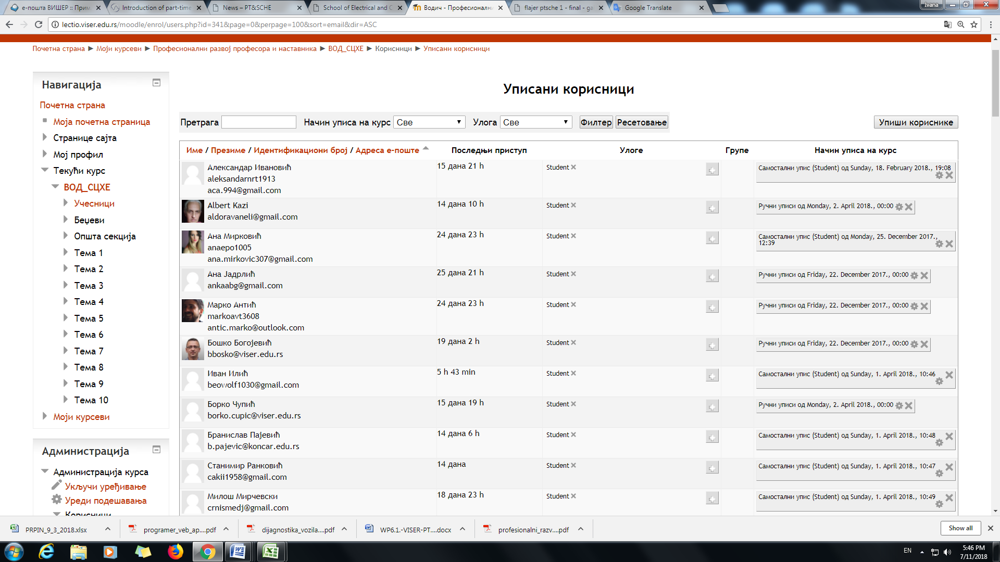 е-пошта ВИШЕР :: Прим
Introduction of part-time
News – PT&SCHE
School of Electrical and C
Водич - Професионални
flajer ptsche 1 - final - ga
Google Translate
Ivana
lectio.viser.edu.rs/moodle/enrol/users.php?id=341&page=0&perpage=100&sort=email&dir=ASC
Почетна страна ► Моји курсеви ► Професионални развој професора и наставника ► ВОД_СЦХЕ ► Корисници ► Уписани корисници
Навигација
Почетна страна
Моја почетна страница
Странице сајта
Мој профил
Текући курс
ВОД_СЦХЕ
Учесници
Беџеви
Општа секција
Тема 1
Тема 2
Тема 3
Тема 4
Тема 5
Тема 6
Тема 7
Тема 8
Тема 9
Тема 10
Моји курсеви
Администрација
Администрација курса
Укључи уређивање
Уреди подешавања
Корисници
Уписани корисници
Претрага Начин уписа на курс Све Улога Све Филтер Ресетовање Упиши кориснике
Име / Презиме / Идентификациони број / Адреса е-поште Последњи приступ Улоге Групе Начин уписа на курс
Александар Ивановић 15 дана 21 h Student Самостални упис (Student) од Sunday, 18. February 2018., 19:08
aleksandarnrt1913
aca.994@gmail.com
Albert Kazi 14 дана 10 h Student Ручни уписи од Monday, 2. April 2018., 00:00
aldoravaneli@gmail.com
Ана Мирковић 24 дана 23 h Student Самостални упис (Student) од Monday, 25. December 2017.,
12:39
anaepo1005
ana.mirkovic307@gmail.com
Ана Јадрлић 25 дана 21 h Student Ручни уписи од Friday, 22. December 2017., 00:00
ankaabg@gmail.com
Марко Антић 24 дана 23 h Student Ручни уписи од Friday, 22. December 2017., 00:00
markoavt3608
antic.marko@outlook.com
Бошко Богојевић 19 дана 2 h Student Ручни уписи од Friday, 22. December 2017., 00:00
bbosko@viser.edu.rs
Иван Илић 5 h 43 min Student Самостални упис (Student) од Sunday, 1. April 2018., 10:46
beowolf1030@gmail.com
Борко Чупић 15 дана 19 h Student Ручни уписи од Monday, 2. April 2018., 00:00
borko.cupic@viser.edu.rs
Бранислав Пајевић 14 дана 6 h Student Самостални упис (Student) од Sunday, 1. April 2018., 10:48
b.pajevic@koncar.edu.rs
Станимир Ранковић 14 дана Student Самостални упис (Student) од Sunday, 1. April 2018., 10:47
cakii1958@gmail.com
Милош Мирчевски 18 дана 23 h Student Самостални упис (Student) од Sunday, 1. April 2018., 10:49
crnismedj@gmail.com
PRPIN_9_3_2018.xlsx
programer_veb_ap....pdf
dijagnostika_vozila....pdf
WP6.1.-VISER-PT....docx
profesionalni_razv....pdf
Show all
EN
5:46 PM
7/11/2018